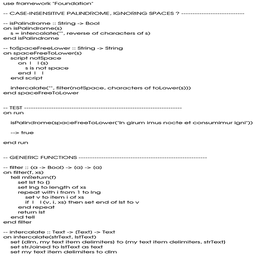 use framework "Foundation"
-- CASE-INSENSITIVE PALINDROME, IGNORING SPACES ? ----------------------------
-- isPalindrome :: String -> Bool
on isPalindrome(s)
s = intercalate("", reverse of characters of s)
end isPalindrome
-- toSpaceFreeLower :: String -> String
on spaceFreeToLower(s)
script notSpace
on |λ|(s)
s is not space
end |λ|
end script
intercalate("", filter(notSpace, characters of toLower(s)))
end spaceFreeToLower
-- TEST ----------------------------------------------------------------------
on run
isPalindrome(spaceFreeToLower("In girum imus nocte et consumimur igni"))
--> true
end run
-- GENERIC FUNCTIONS ---------------------------------------------------------
-- filter :: (a -> Bool) -> [a] -> [a]
on filter(f, xs)
tell mReturn(f)
set lst to {}
set lng to length of xs
repeat with i from 1 to lng
set v to item i of xs
if |λ|(v, i, xs) then set end of lst to v
end repeat
return lst
end tell
end filter
-- intercalate :: Text -> [Text] -> Text
on intercalate(strText, lstText)
set {dlm, my text item delimiters} to {my text item delimiters, strText}
set strJoined to lstText as text
set my text item delimiters to dlm